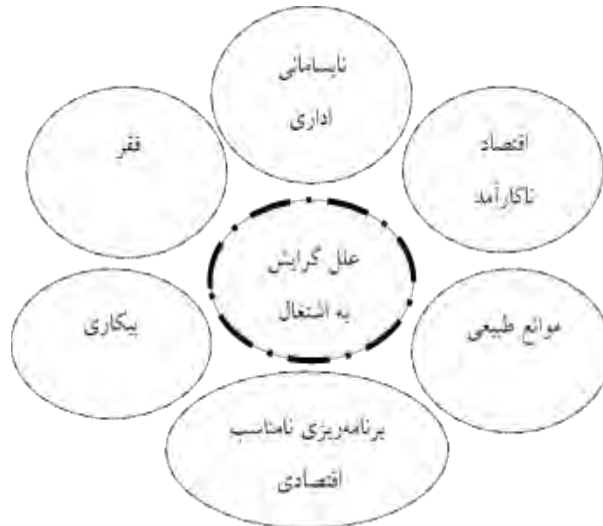 نابسامانی
اداری
اقتصاد
ناکارآمد
فقر
علل گرایش
به اشتغال
موانع طبیعی
بیکاری
برنامه‌ریزی نامناسب
اقتصادی